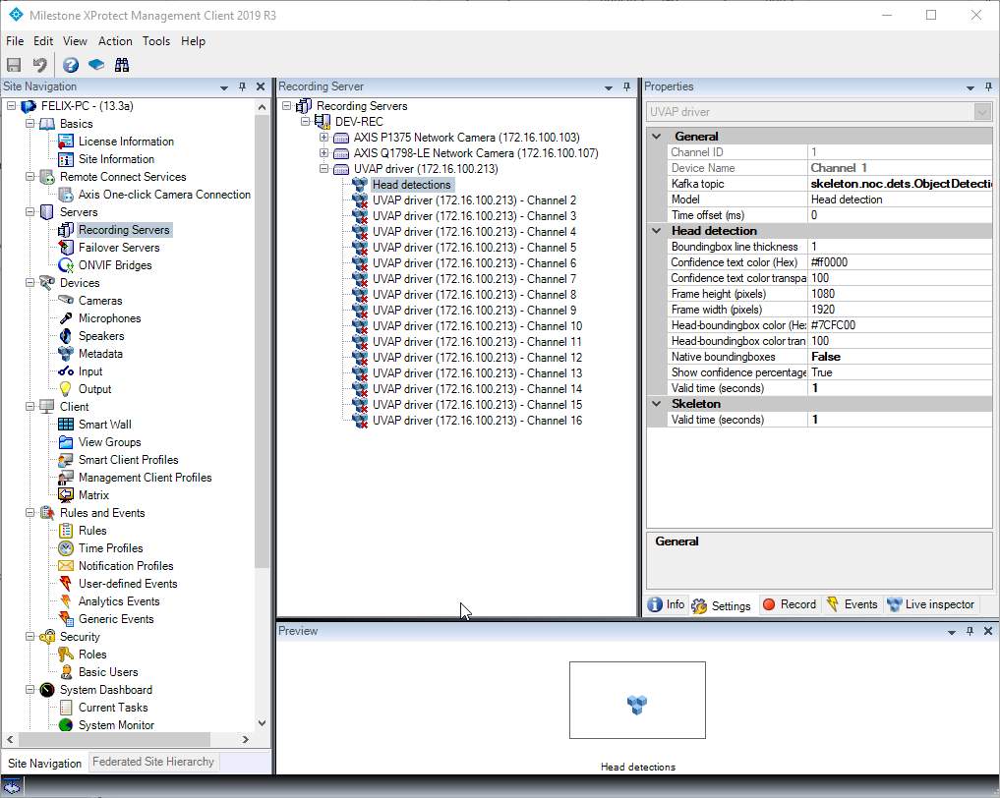 Milestone XProtect Management Client 2019 R3
File Edit View Action Tools Help
Site Navigation
FELIX-PC - (13.3a)
Basics
License Information
Site Information
Remote Connect Services
Axis One-click Camera Connection
Servers
Recording Servers
Failover Servers
ONVIF Bridges
Devices
Cameras
Microphones
Speakers
Metadata
Input
Output
Client
Smart Wall
View Groups
Smart Client Profiles
Management Client Profiles
Matrix
Rules and Events
Rules
Time Profiles
Notification Profiles
User-defined Events
Analytics Events
Generic Events
Security
Roles
Basic Users
System Dashboard
Current Tasks
System Monitor
Site Navigation Federated Site Hierarchy
Recording Server
Recording Servers
DEV-REC
AXIS P1375 Network Camera (172.16.100.103)
AXIS Q1798-LE Network Camera (172.16.100.107)
UVAP driver (172.16.100.213)
Head detections
UVAP driver (172.16.100.213) - Channel 2
UVAP driver (172.16.100.213) - Channel 3
UVAP driver (172.16.100.213) - Channel 4
UVAP driver (172.16.100.213) - Channel 5
UVAP driver (172.16.100.213) - Channel 6
UVAP driver (172.16.100.213) - Channel 7
UVAP driver (172.16.100.213) - Channel 8
UVAP driver (172.16.100.213) - Channel 9
UVAP driver (172.16.100.213) - Channel 10
UVAP driver (172.16.100.213) - Channel 11
UVAP driver (172.16.100.213) - Channel 12
UVAP driver (172.16.100.213) - Channel 13
UVAP driver (172.16.100.213) - Channel 14
UVAP driver (172.16.100.213) - Channel 15
UVAP driver (172.16.100.213) - Channel 16
Properties
UVAP driver
General
Channel ID 1
Device Name Channel 1
Kafka topic skeleton.noc.dets.ObjectDetecti
Model Head detection
Time offset (ms) 0
Head detection
Boundingbox line thickness 1
Confidence text color (Hex) #ff0000
Confidence text color transpa 100
Frame height (pixels) 1080
Frame width (pixels) 1920
Head-boundingbox color (He #7CFC00
Head-boundingbox color tran 100
Native boundingboxes False
Show confidence percentage True
Valid time (seconds) 1
Skeleton
Valid time (seconds) 1
General
Info Settings Record Events Live inspector
Preview
Head detections